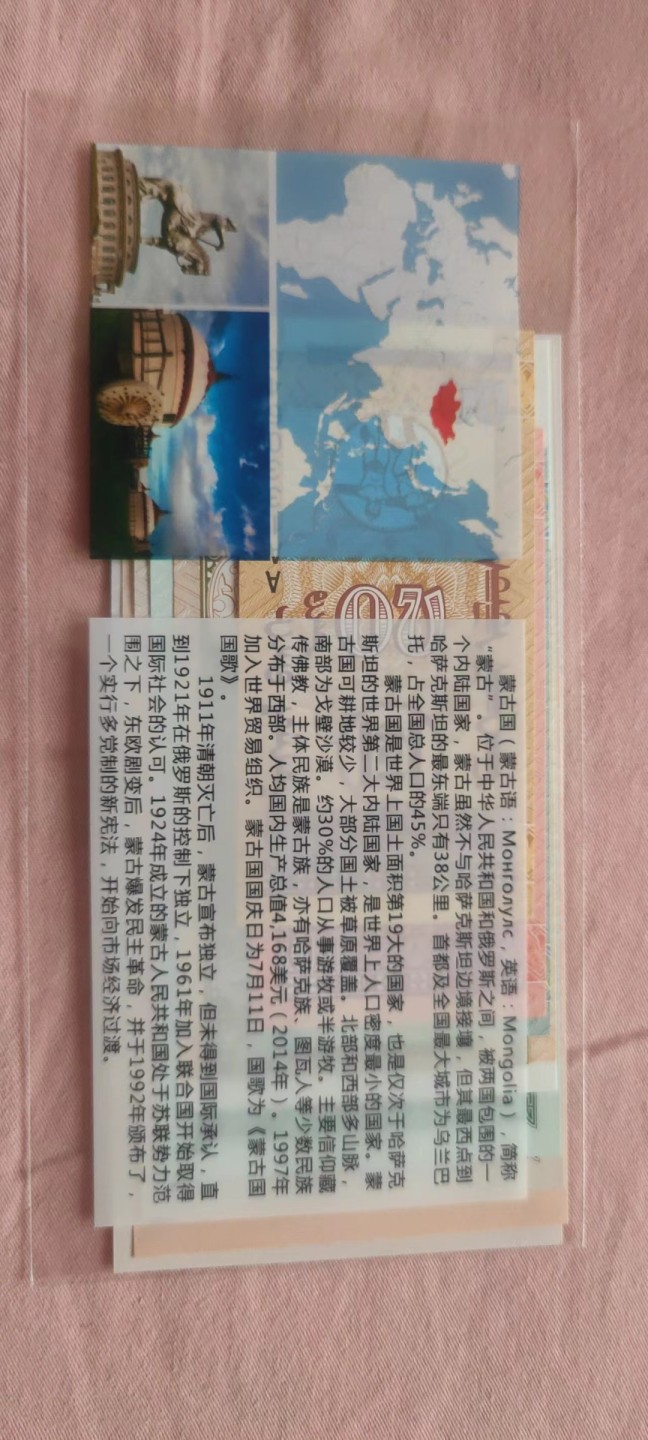 蒙古国（蒙古语：Монголулс，英语：Mongolia），简称
“蒙古”。位于中华人民共和国和俄罗斯之间，被两国包围的一
个内陆国家，蒙古虽然不与哈萨克斯坦边境接壤，但其最西点到
哈萨克斯坦的最东端只有38公里。首都及全国最大城市为乌兰巴
托，占全国总人口的45%。
蒙古国是世界上国土面积第19大的国家，也是仅次于哈萨克
斯坦的世界第二大内陆国家，是世界上人口密度最小的国家。蒙
古国可耕地较少，大部分国土被草原覆盖。北部和西部多山脉，
南部为戈壁沙漠。约30%的人口从事游牧或半游牧。主要信仰藏
传佛教，主体民族是蒙古族，亦有哈萨克族、图瓦人等少数民族
分布于西部。人均国内生产总值4,168美元（2014年）。1997年
加入世界贸易组织。蒙古国国庆日为7月11日，国歌为《蒙古国
国歌》。
1911年清朝灭亡后，蒙古宣布独立，但未得到国际承认，直
到1921年在俄罗斯的控制下独立，1961年加入联合国开始取得
国际社会的认可。1924年成立的蒙古人民共和国处于苏联势力范
围之下，东欧剧变后，蒙古爆发民主革命，并于1992年颁布了，
一个实行多党制的新宪法，开始向市场经济过渡。
20